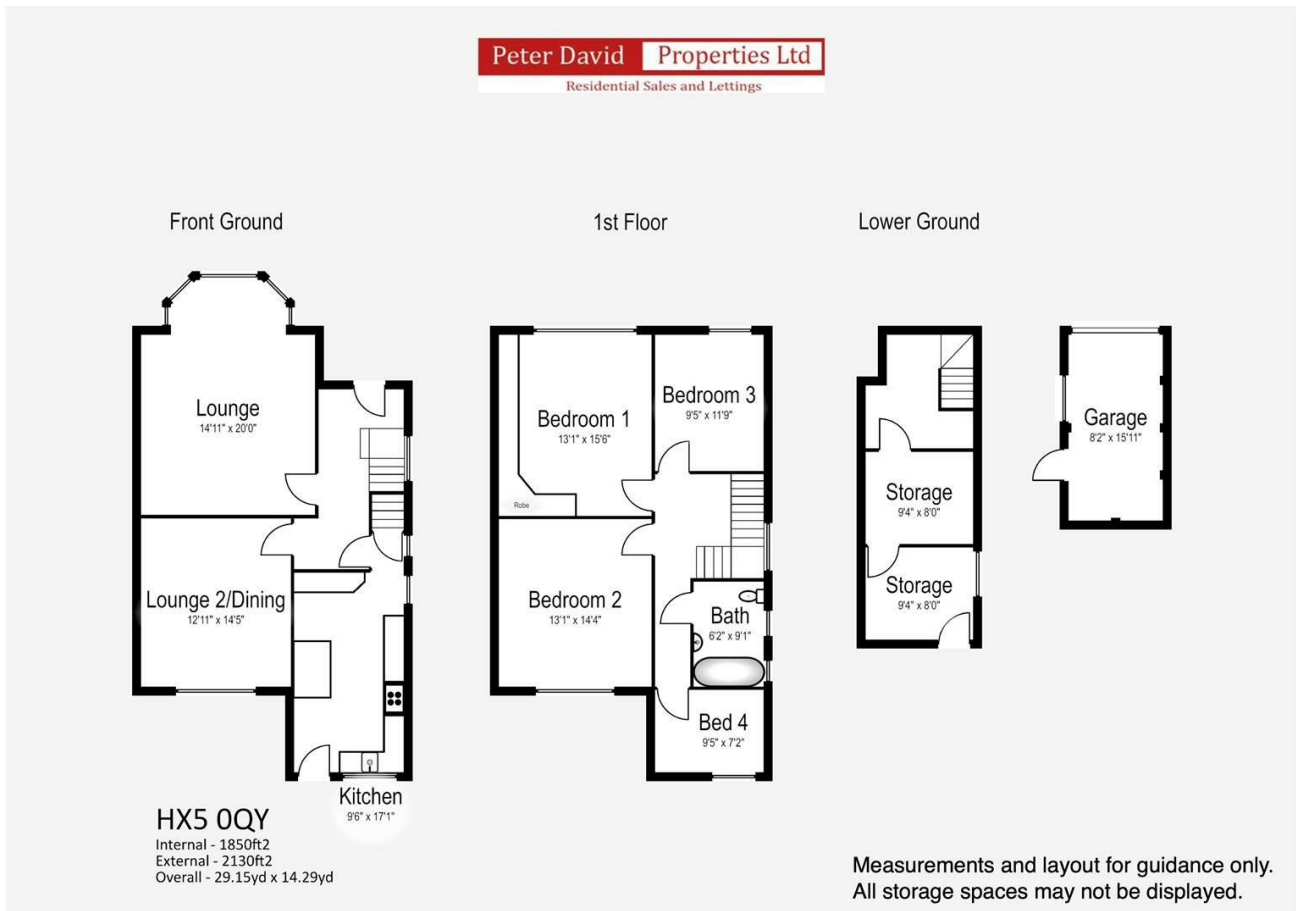 Peter David Properties Ltd
Residential Sales and Lettings
Front Ground
1st Floor
Lower Ground
Lounge
14'11" x 20'0"
Lounge 2/Dining
12'11" x 14'5"
Kitchen
9'6" x 17'1"
Bedroom 1
13'1" x 15'6"
Robe
Bedroom 3
9'5" x 11'9"
Bedroom 2
13'1" x 14'4"
Bath
6'2" x 9'1"
Bed 4
9'5" x 7'2"
Storage
9'4" x 8'0"
Storage
9'4" x 8'0"
Garage
8'2" x 15'11"
HX5 0QY
Internal - 1850ft2
External - 2130ft2
Overall - 29.15yd x 14.29yd
Measurements and layout for guidance only.
All storage spaces may not be displayed.